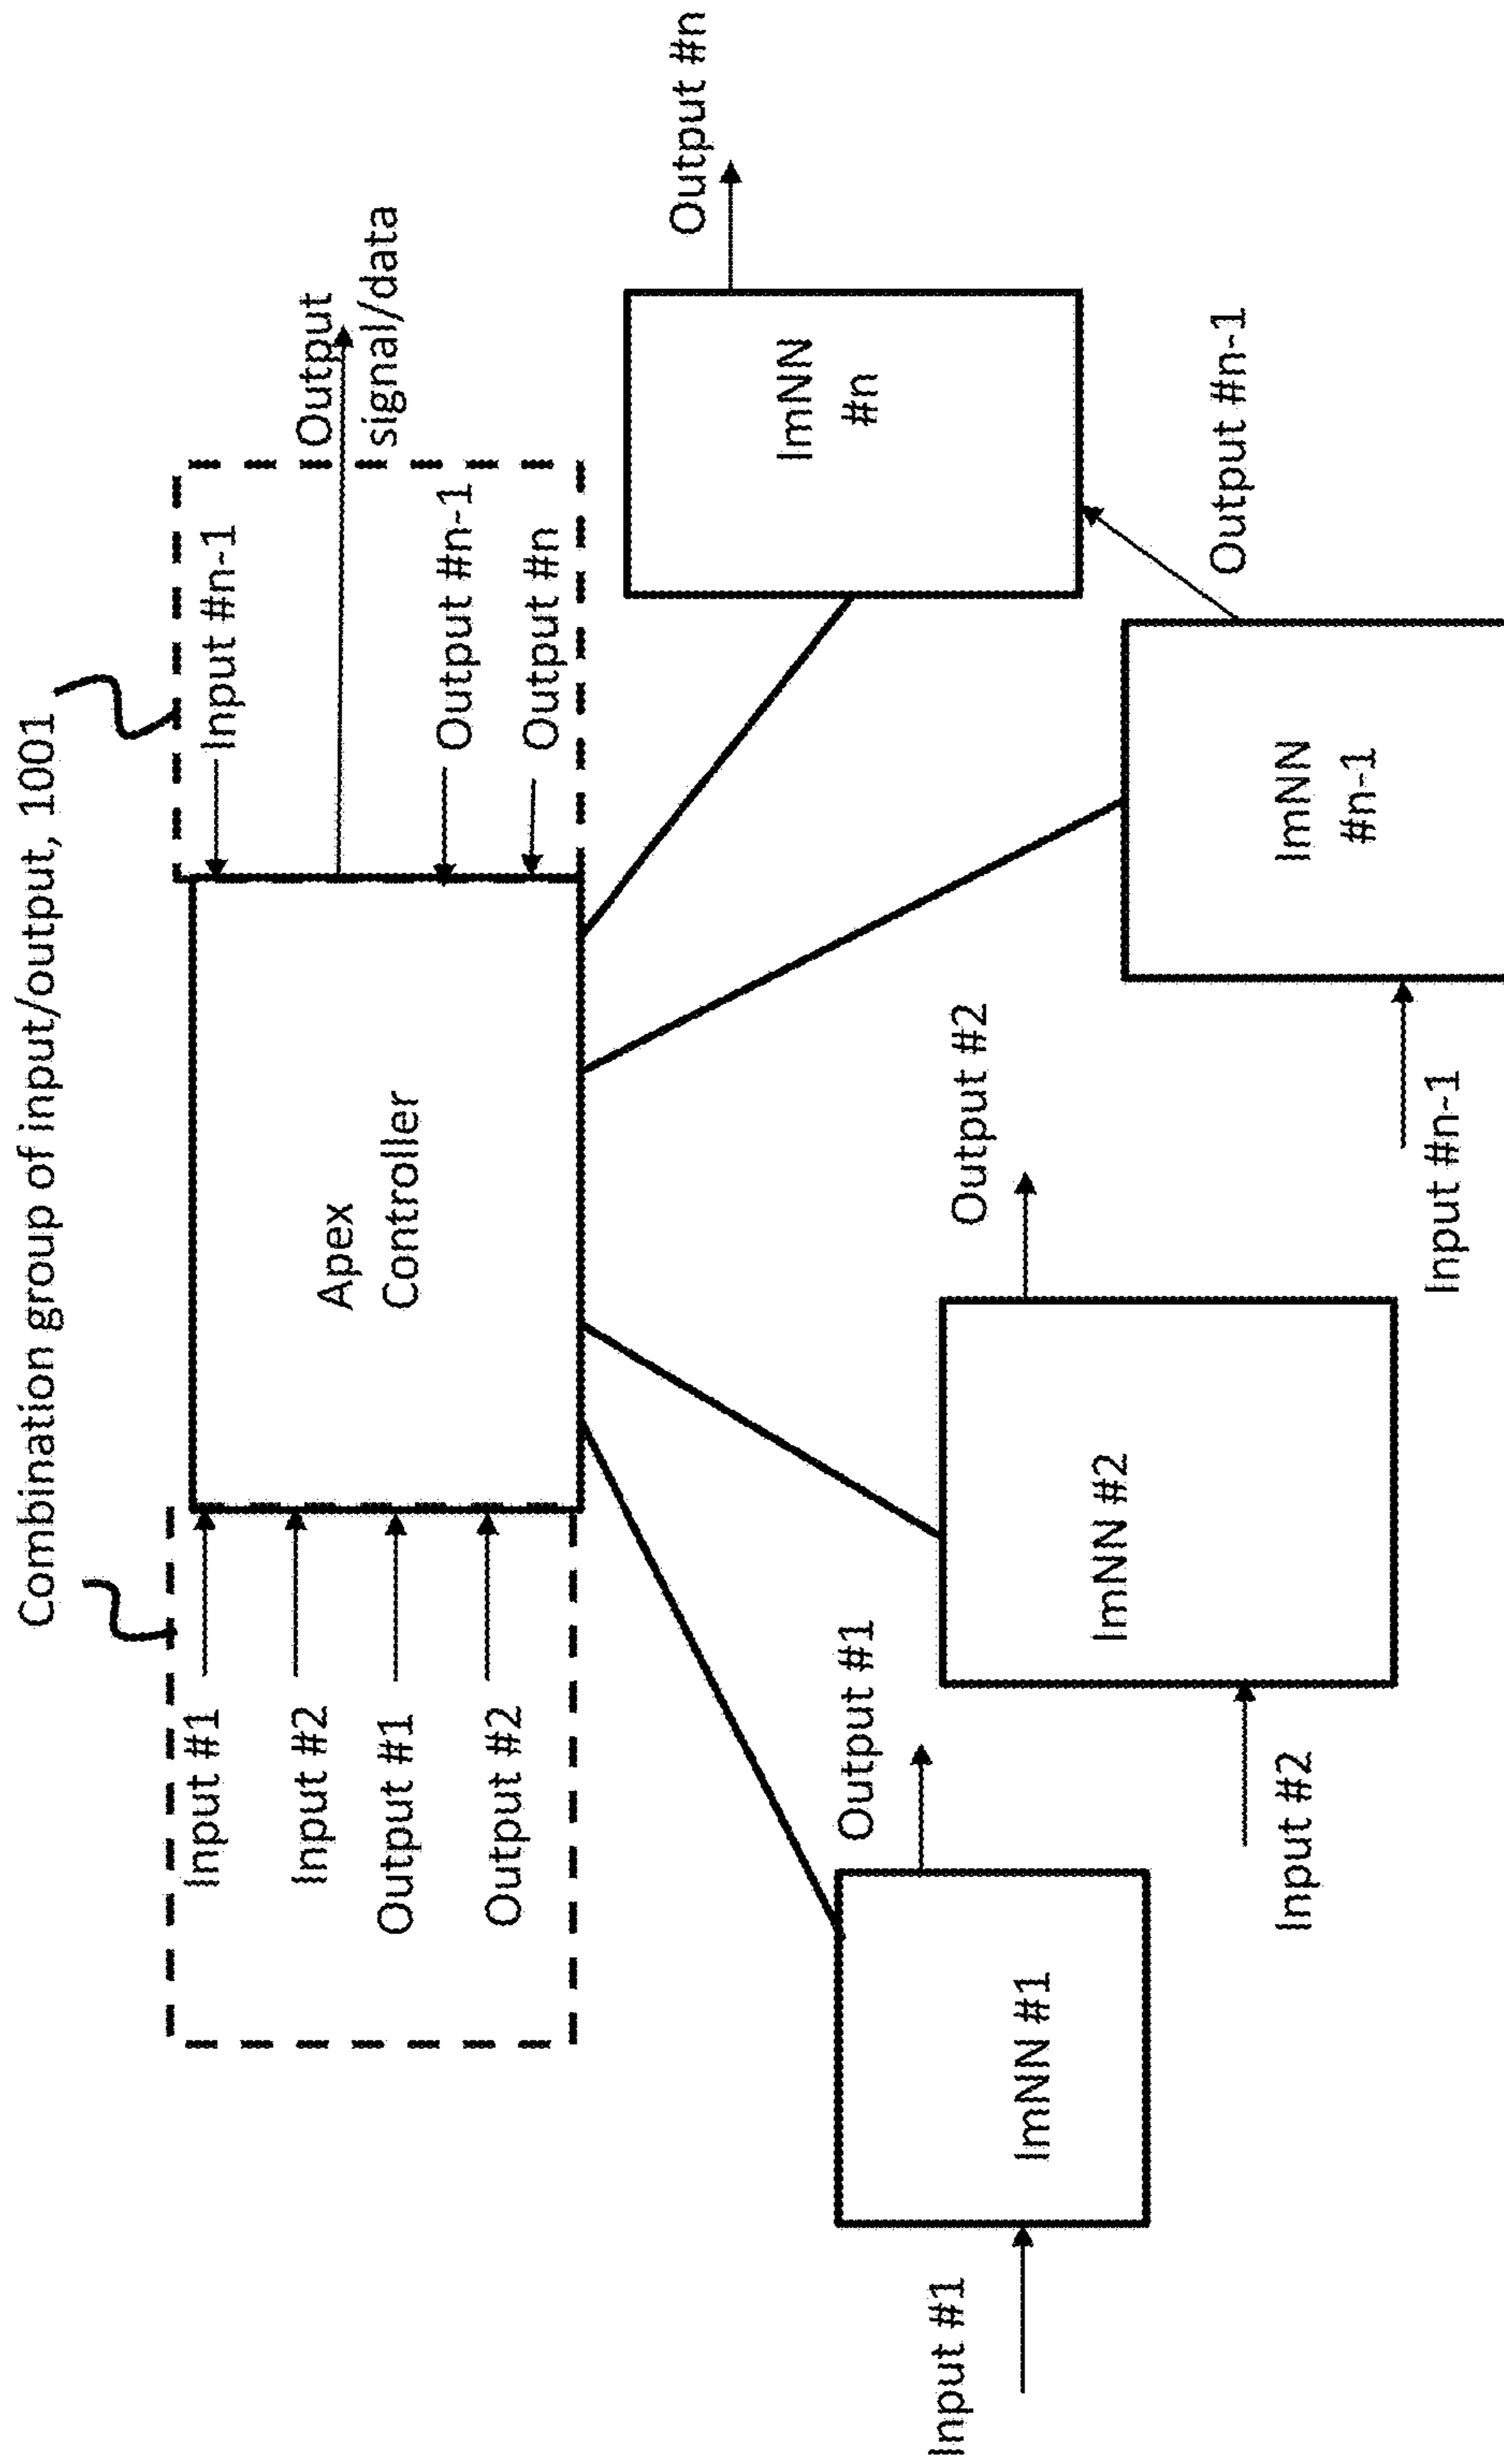 Combination group of input/output, 1001
Input #1
Input #2
Output #1
Output #2
Apex
Controller
Input #n-1
Output
signal/data
Output #n-1
Output #n
Input #1
ImNN #1
Output #1
Input #2
ImNN #2
Output #2
Input #n-1
ImNN
#n-1
Output #n-1
ImNN
#n
Output #n